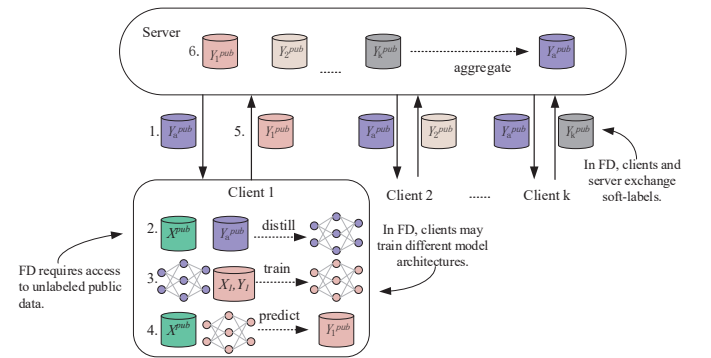 Server
6. Y₁ᵖᵘᵇ Y₂ᵖᵘᵇ ...... Yₖᵖᵘᵇ aggregate Yₐᵖᵘᵇ
1. Yₐᵖᵘᵇ 5. Y₁ᵖᵘᵇ Yₐᵖᵘᵇ Y₂ᵖᵘᵇ Yₐᵖᵘᵇ Yₖᵖᵘᵇ
In FD, clients and
server exchange
soft-labels.
Client 1 Client 2 ...... Client k
2. Xᵖᵘᵇ Yₐᵖᵘᵇ distill
In FD, clients may
train different model
architectures.
FD requires access
to unlabeled public
data.
3. X₁, Y₁ train
4. Xᵖᵘᵇ predict Y₁ᵖᵘᵇ